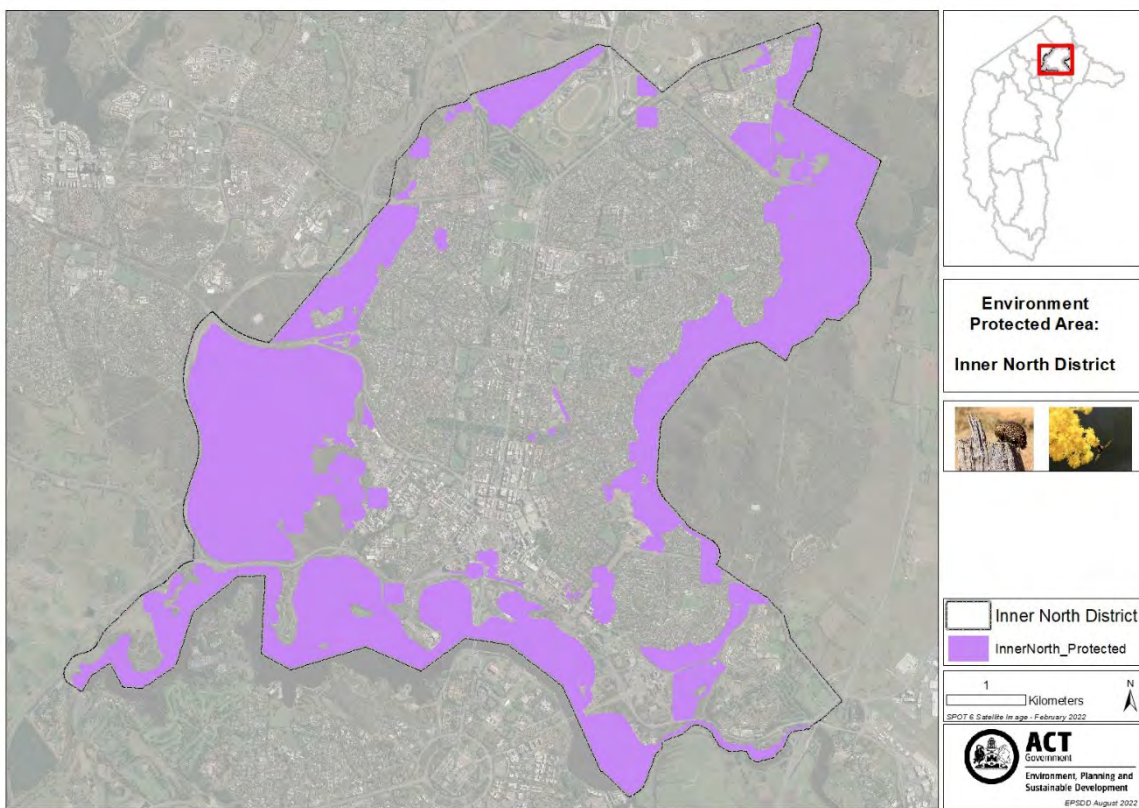 Environment
Protected Area:
Inner North District
Inner North District
InnerNorth_Protected
1
Kilometers
N
SPOT 6 Satellite Image - February 2022
ACT
Government
Environment, Planning and
Sustainable Development
EPSDD August 2022